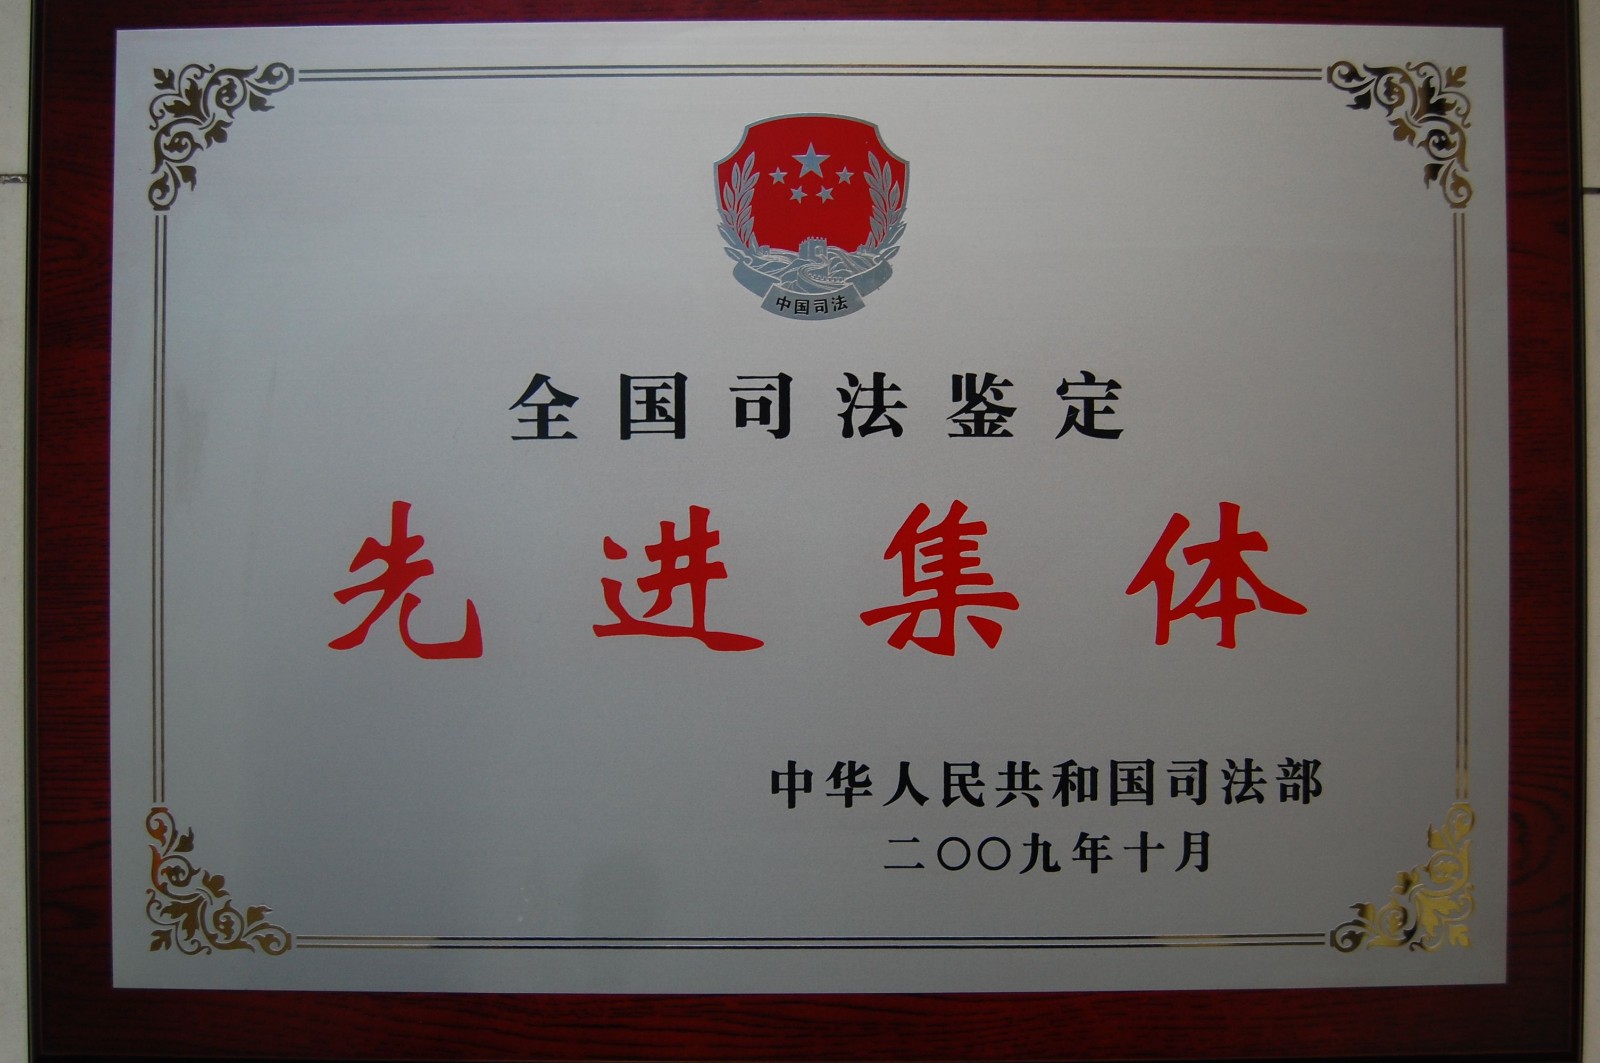 中国司法
全国司法鉴定
先进集体
中华人民共和国司法部
二〇〇九年十月